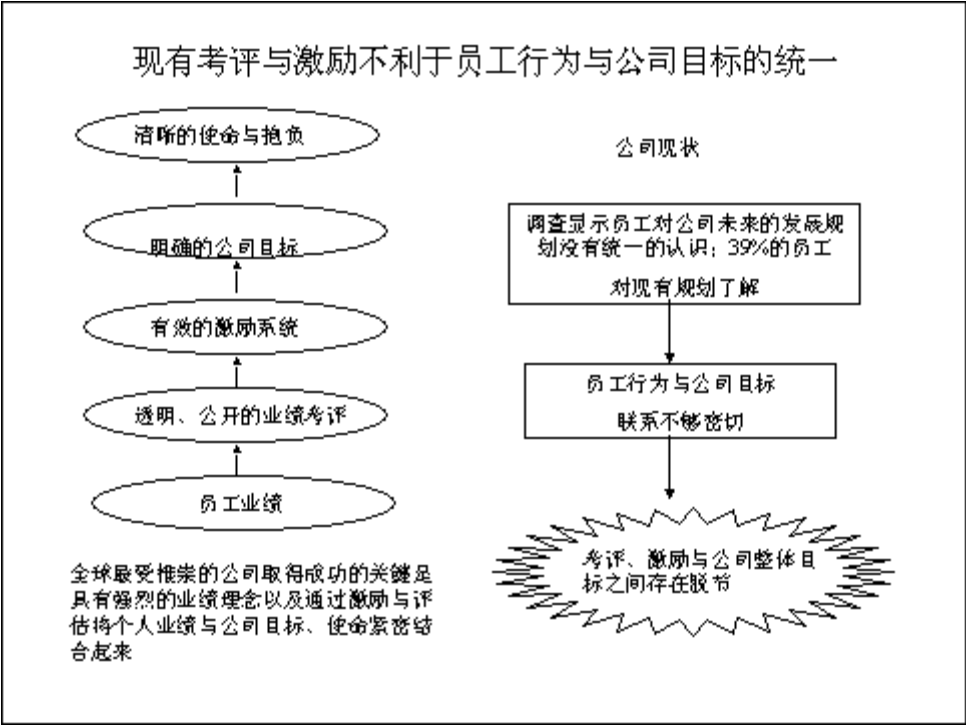 现有考评与激励不利于员工行为与公司目标的统一
清晰的使命与抱负
明确的公司目标
有效的激励系统
透明、公开的业绩考评
员工业绩
全球最受推崇的公司取得成功的关键是
具有强烈的业绩理念以及通过激励与评
估将个人业绩与公司目标、使命紧密结
合起来
公司现状
调查显示员工对公司未来的发展规
划没有统一的认识；39%的员工
对现有规划了解
员工行为与公司目标
联系不够密切
考评、激励与公司整体目
标之间存在脱节